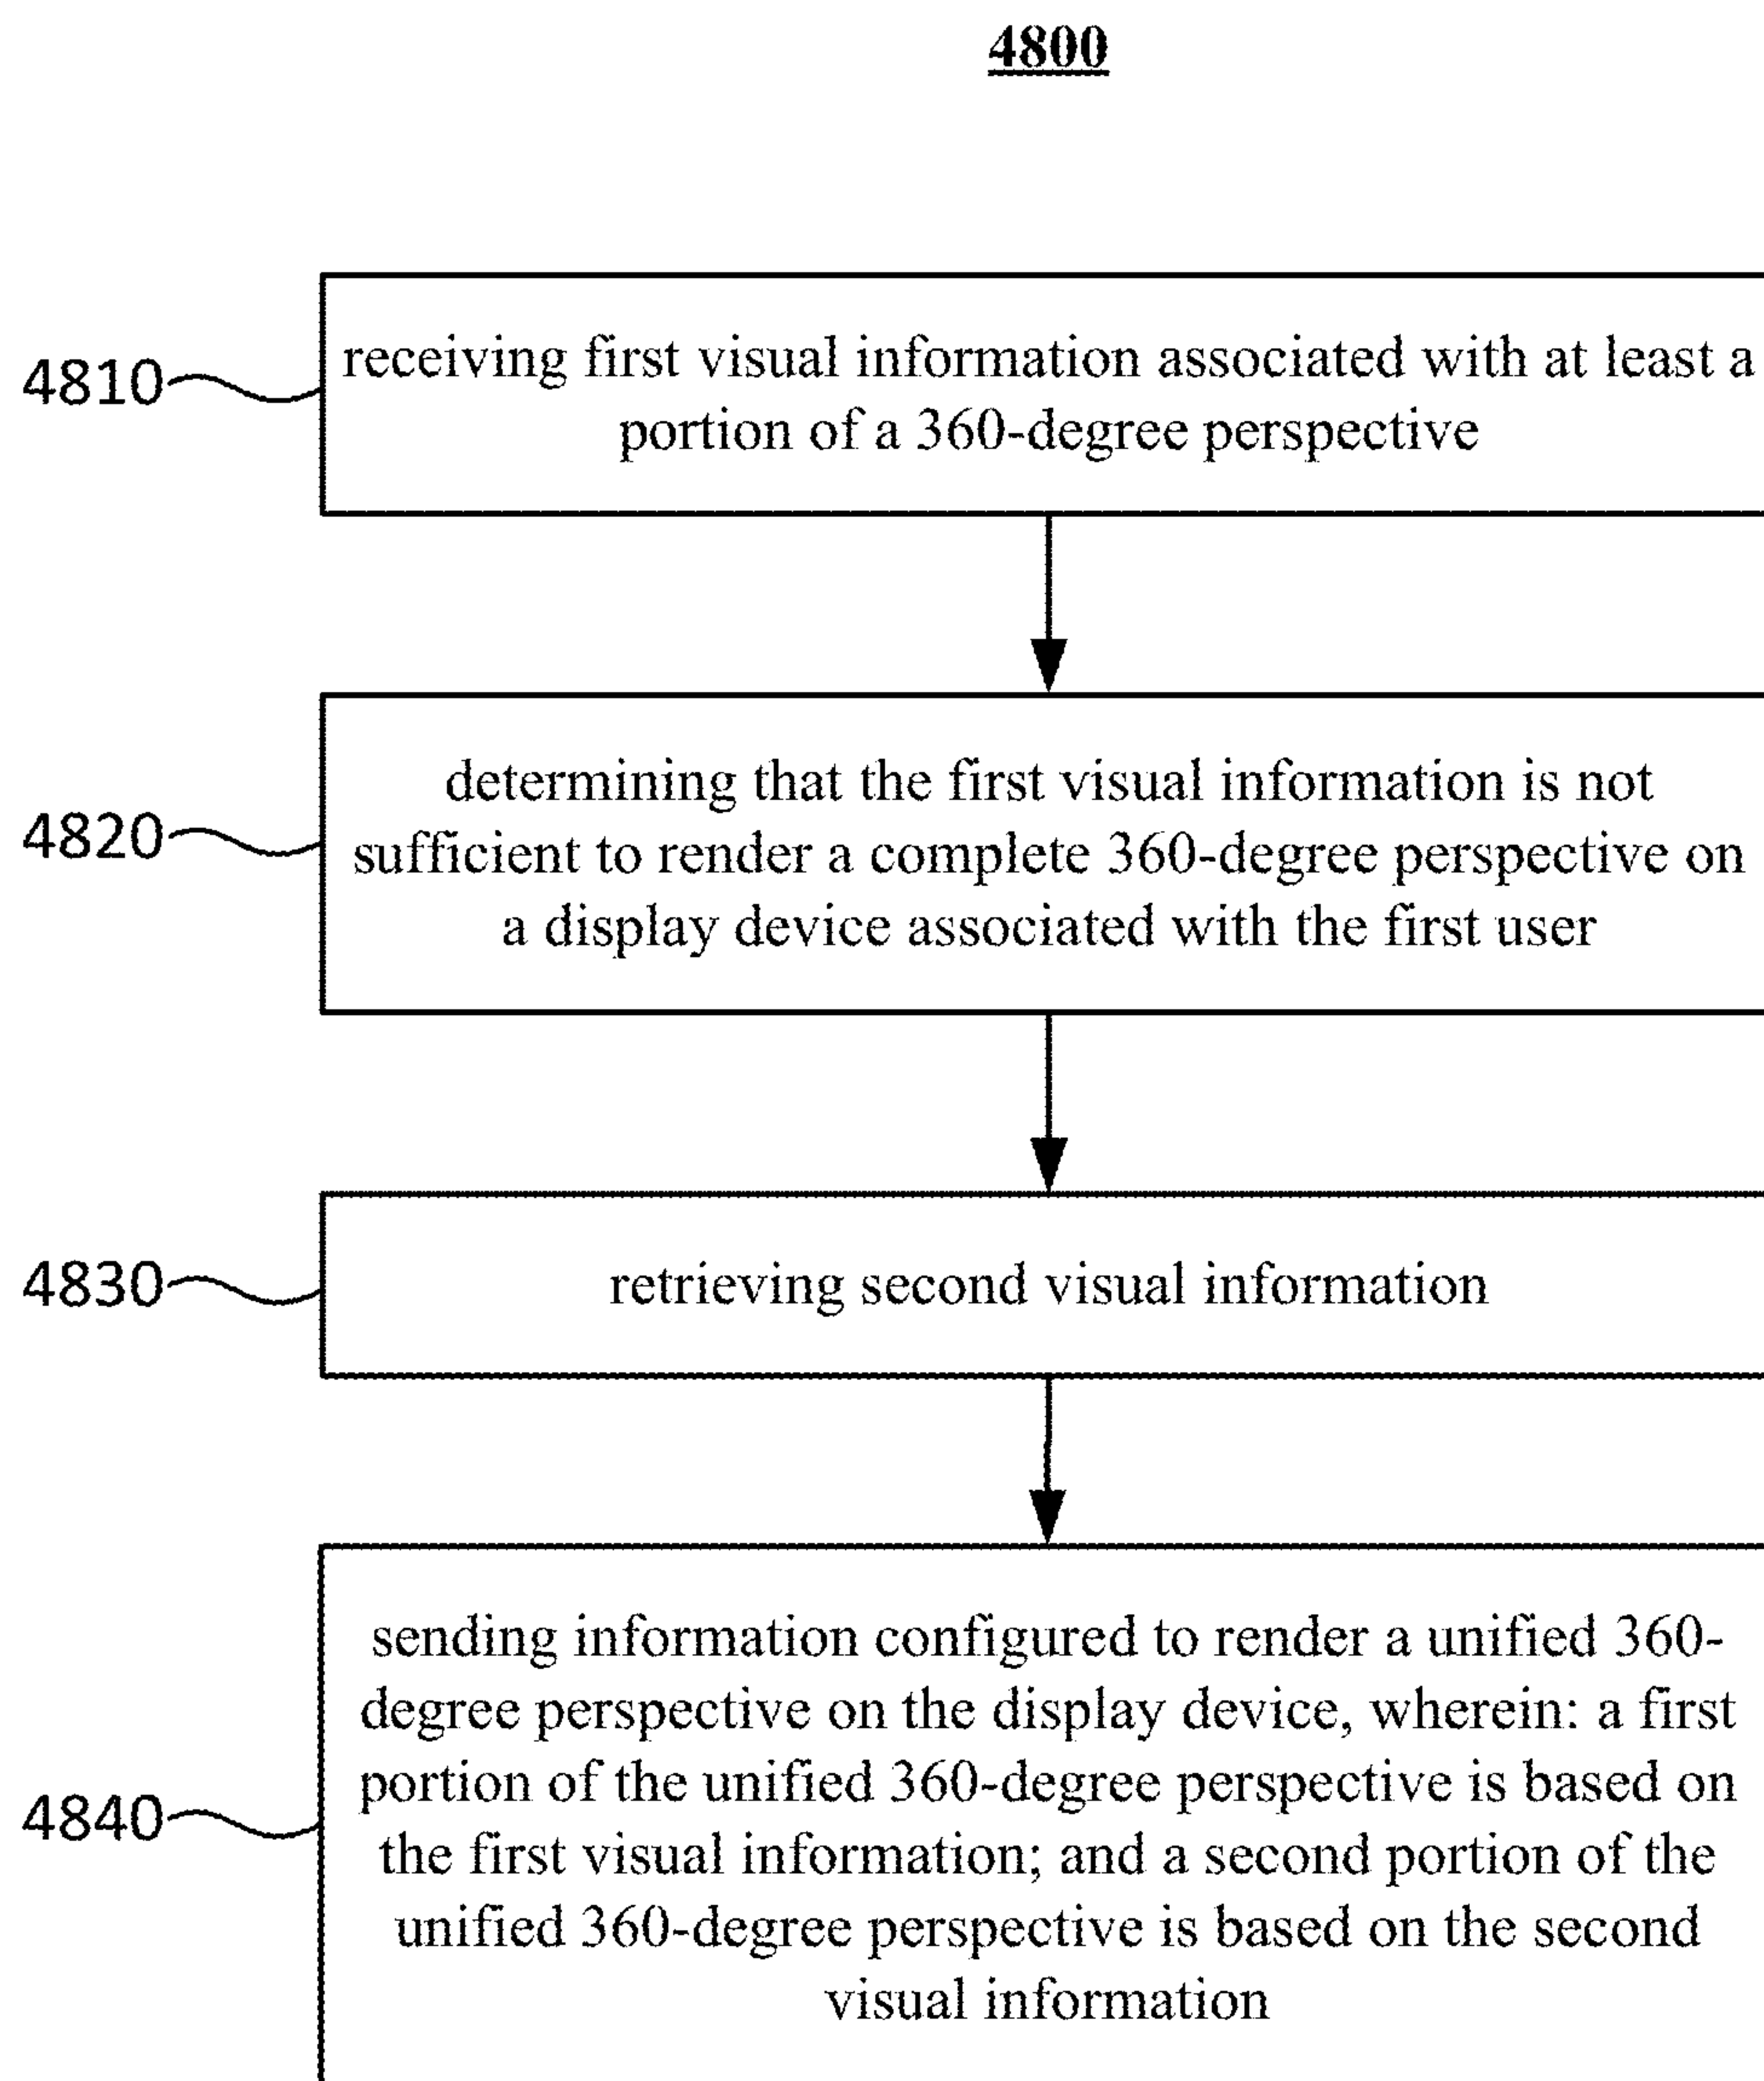 4800
4810
receiving first visual information associated with at least a
portion of a 360-degree perspective
4820
determining that the first visual information is not
sufficient to render a complete 360-degree perspective on
a display device associated with the first user
4830
retrieving second visual information
4840
sending information configured to render a unified 360-
degree perspective on the display device, wherein: a first
portion of the unified 360-degree perspective is based on
the first visual information; and a second portion of the
unified 360-degree perspective is based on the second
visual information